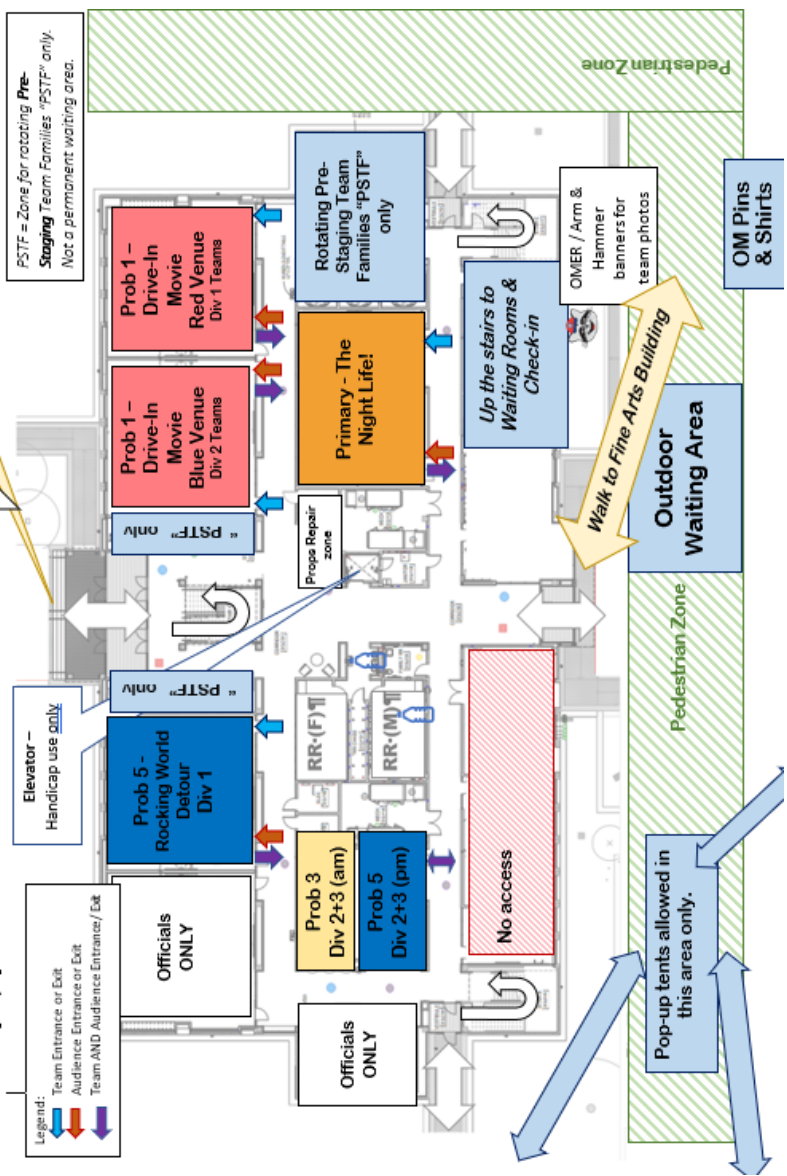 Legend:
Team Entrance or Exit
Audience Entrance or Exit
Team AND Audience Entrance/ Exit
Elevator –
Handicap use only
PSTF = Zone for rotating Pre-
Staging Team Families "PSTF" only.
Not a permanent waiting area.
Officials
ONLY
Prob 5 -
Rocking World
Detour
Div 1
"PSTF"
only
"PSTF"
only
Prob 1 –
Drive-In
Movie
Blue Venue
Div 2 Teams
Prob 1 –
Drive-In
Movie
Red Venue
Div 1 Teams
Pedestrian Zone
Officials
ONLY
Prob 3
Div 2+3 (am)
Prob 5
Div 2+3 (pm)
RR·(F)¶
RR·(M)¶
Props Repair
zone
Primary - The
Night Life!
Rotating Pre-
Staging Team
Families "PSTF"
only
No access
Up the stairs to
Waiting Rooms &
Check-in
OMER / Arm &
Hammer
banners for
team photos
Walk to Fine Arts Building
Pop-up tents allowed in
this area only.
Pedestrian Zone
Outdoor
Waiting Area
OM Pins
& Shirts